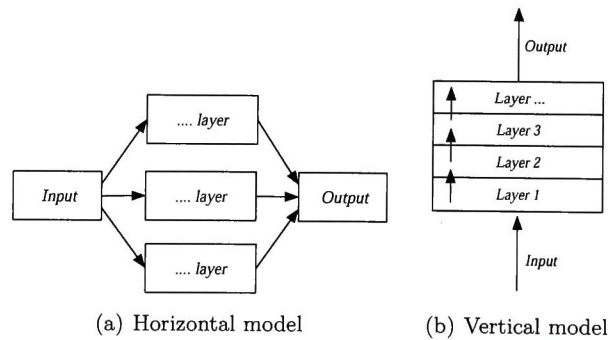 .... layer
Input
.... layer
Output
.... layer
(a) Horizontal model
Output
Layer ...
Layer 3
Layer 2
Layer 1
Input
(b) Vertical model